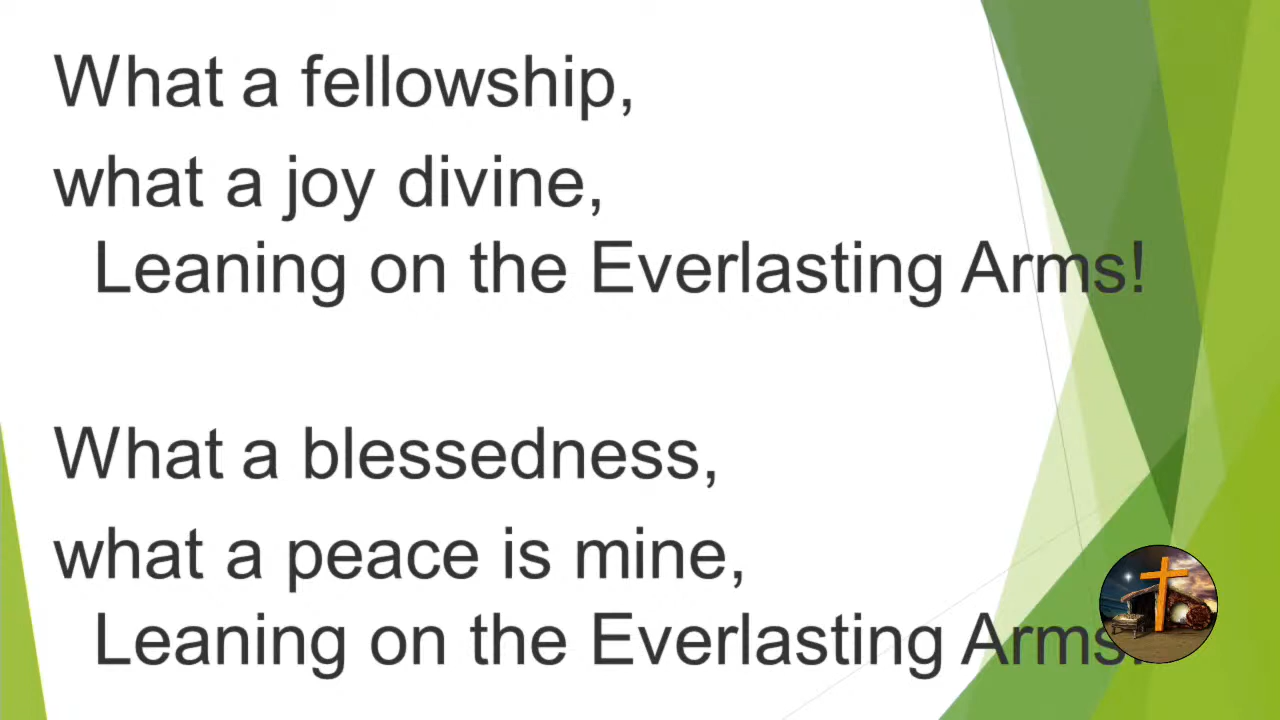 What a fellowship,
what a joy divine,
Leaning on the Everlasting Arms!
What a blessedness,
what a peace is mine,
Leaning on the Everlasting Arms.